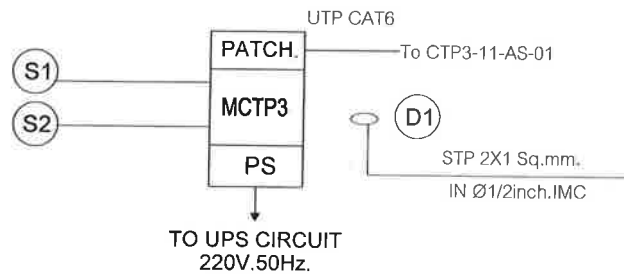 UTP CAT6
PATCH.
To CTP3-11-AS-01
S1
MCTP3
S2
D1
PS
STP 2X1 Sq.mm.
IN Ø1/2inch.IMC
TO UPS CIRCUIT
220V.50Hz.